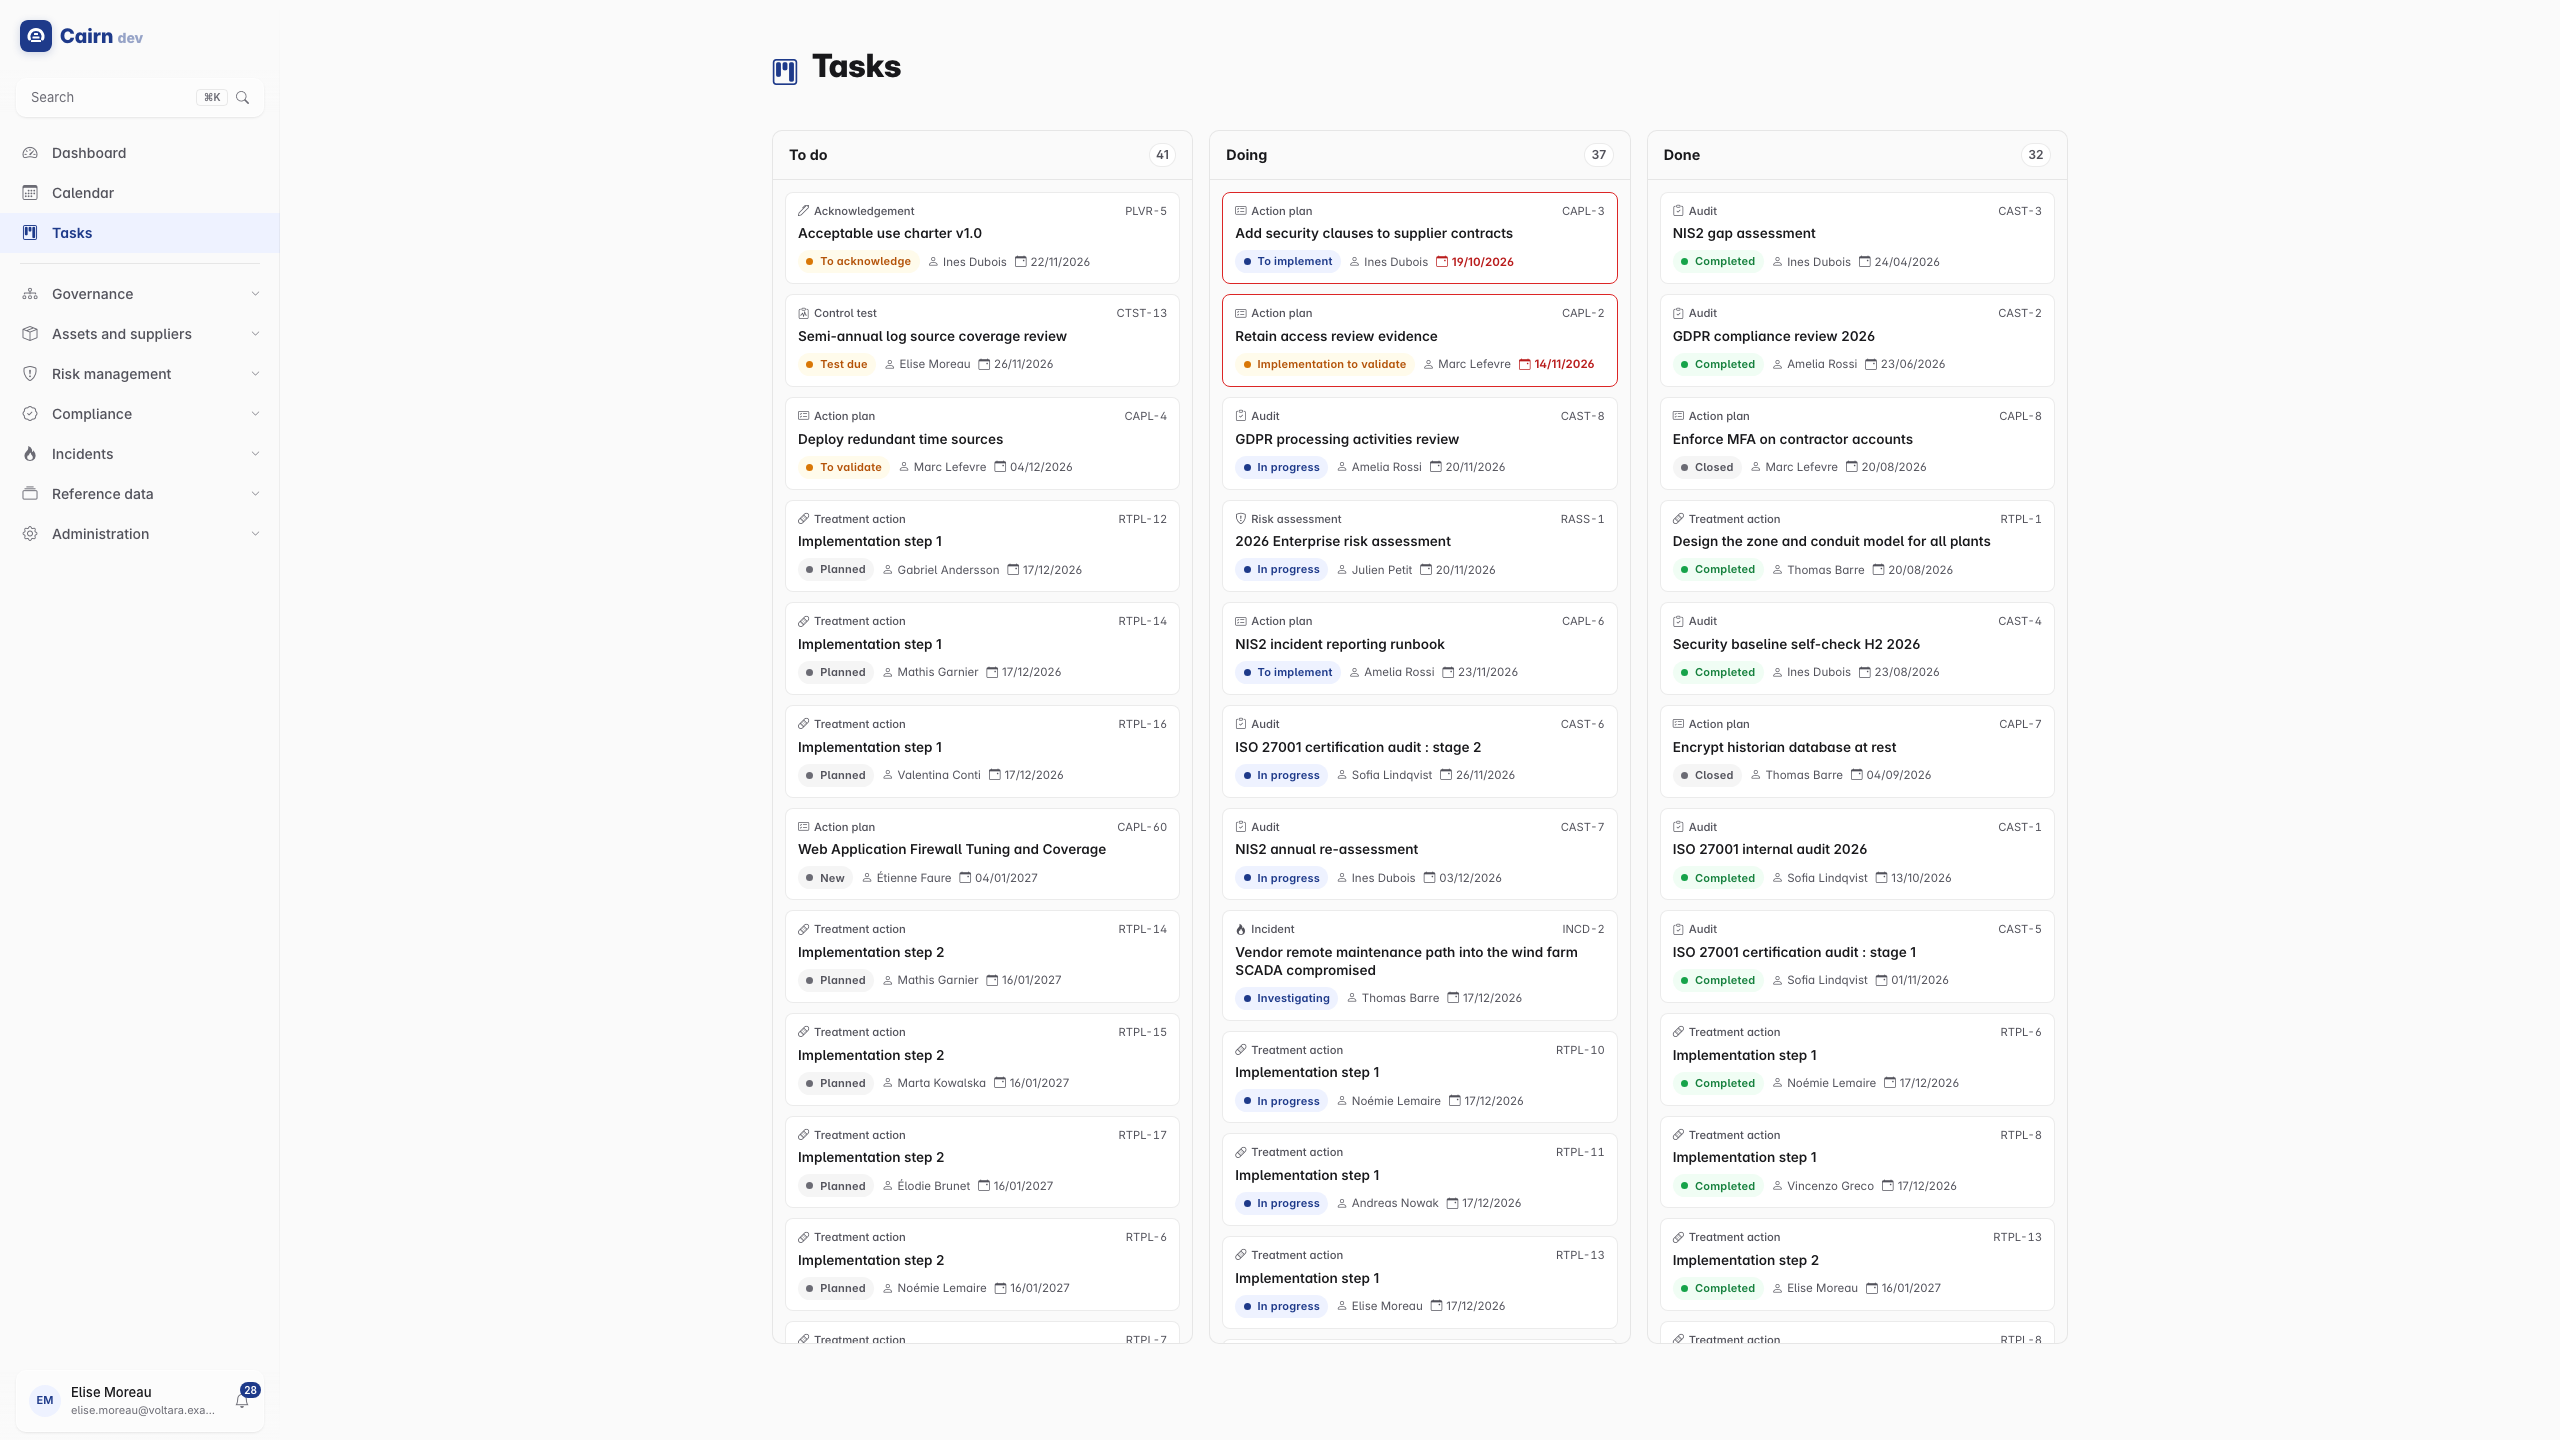 Cairn dev
Search ⌘K
Dashboard
Calendar
Tasks
Governance
Assets and suppliers
Risk management
Compliance
Incidents
Reference data
Administration
EM
Elise Moreau
elise.moreau@voltara.exa...
28
Tasks
To do 41
Acknowledgement PLVR-5
Acceptable use charter v1.0
To acknowledge Ines Dubois 22/11/2026
Control test CTST-13
Semi-annual log source coverage review
Test due Elise Moreau 26/11/2026
Action plan CAPL-4
Deploy redundant time sources
To validate Marc Lefevre 04/12/2026
Treatment action RTPL-12
Implementation step 1
Planned Gabriel Andersson 17/12/2026
Treatment action RTPL-14
Implementation step 1
Planned Mathis Garnier 17/12/2026
Treatment action RTPL-16
Implementation step 1
Planned Valentina Conti 17/12/2026
Action plan CAPL-60
Web Application Firewall Tuning and Coverage
New Étienne Faure 04/01/2027
Treatment action RTPL-14
Implementation step 2
Planned Mathis Garnier 16/01/2027
Treatment action RTPL-15
Implementation step 2
Planned Marta Kowalska 16/01/2027
Treatment action RTPL-17
Implementation step 2
Planned Élodie Brunet 16/01/2027
Treatment action RTPL-6
Implementation step 2
Planned Noémie Lemaire 16/01/2027
Treatment action RTPL-7
Doing 37
Action plan CAPL-3
Add security clauses to supplier contracts
To implement Ines Dubois 19/10/2026
Action plan CAPL-2
Retain access review evidence
Implementation to validate Marc Lefevre 14/11/2026
Audit CAST-8
GDPR processing activities review
In progress Amelia Rossi 20/11/2026
Risk assessment RASS-1
2026 Enterprise risk assessment
In progress Julien Petit 20/11/2026
Action plan CAPL-6
NIS2 incident reporting runbook
To implement Amelia Rossi 23/11/2026
Audit CAST-6
ISO 27001 certification audit : stage 2
In progress Sofia Lindqvist 26/11/2026
Audit CAST-7
NIS2 annual re-assessment
In progress Ines Dubois 03/12/2026
Incident INCD-2
Vendor remote maintenance path into the wind farm
SCADA compromised
Investigating Thomas Barre 17/12/2026
Treatment action RTPL-10
Implementation step 1
In progress Noémie Lemaire 17/12/2026
Treatment action RTPL-11
Implementation step 1
In progress Andreas Nowak 17/12/2026
Treatment action RTPL-13
Implementation step 1
In progress Elise Moreau 17/12/2026
Done 32
Audit CAST-3
NIS2 gap assessment
Completed Ines Dubois 24/04/2026
Audit CAST-2
GDPR compliance review 2026
Completed Amelia Rossi 23/06/2026
Action plan CAPL-8
Enforce MFA on contractor accounts
Closed Marc Lefevre 20/08/2026
Treatment action RTPL-1
Design the zone and conduit model for all plants
Completed Thomas Barre 20/08/2026
Audit CAST-4
Security baseline self-check H2 2026
Completed Ines Dubois 23/08/2026
Action plan CAPL-7
Encrypt historian database at rest
Closed Thomas Barre 04/09/2026
Audit CAST-1
ISO 27001 internal audit 2026
Completed Sofia Lindqvist 13/10/2026
Audit CAST-5
ISO 27001 certification audit : stage 1
Completed Sofia Lindqvist 01/11/2026
Treatment action RTPL-6
Implementation step 1
Completed Noémie Lemaire 17/12/2026
Treatment action RTPL-8
Implementation step 1
Completed Vincenzo Greco 17/12/2026
Treatment action RTPL-13
Implementation step 2
Completed Elise Moreau 16/01/2027
Treatment action RTPL-8